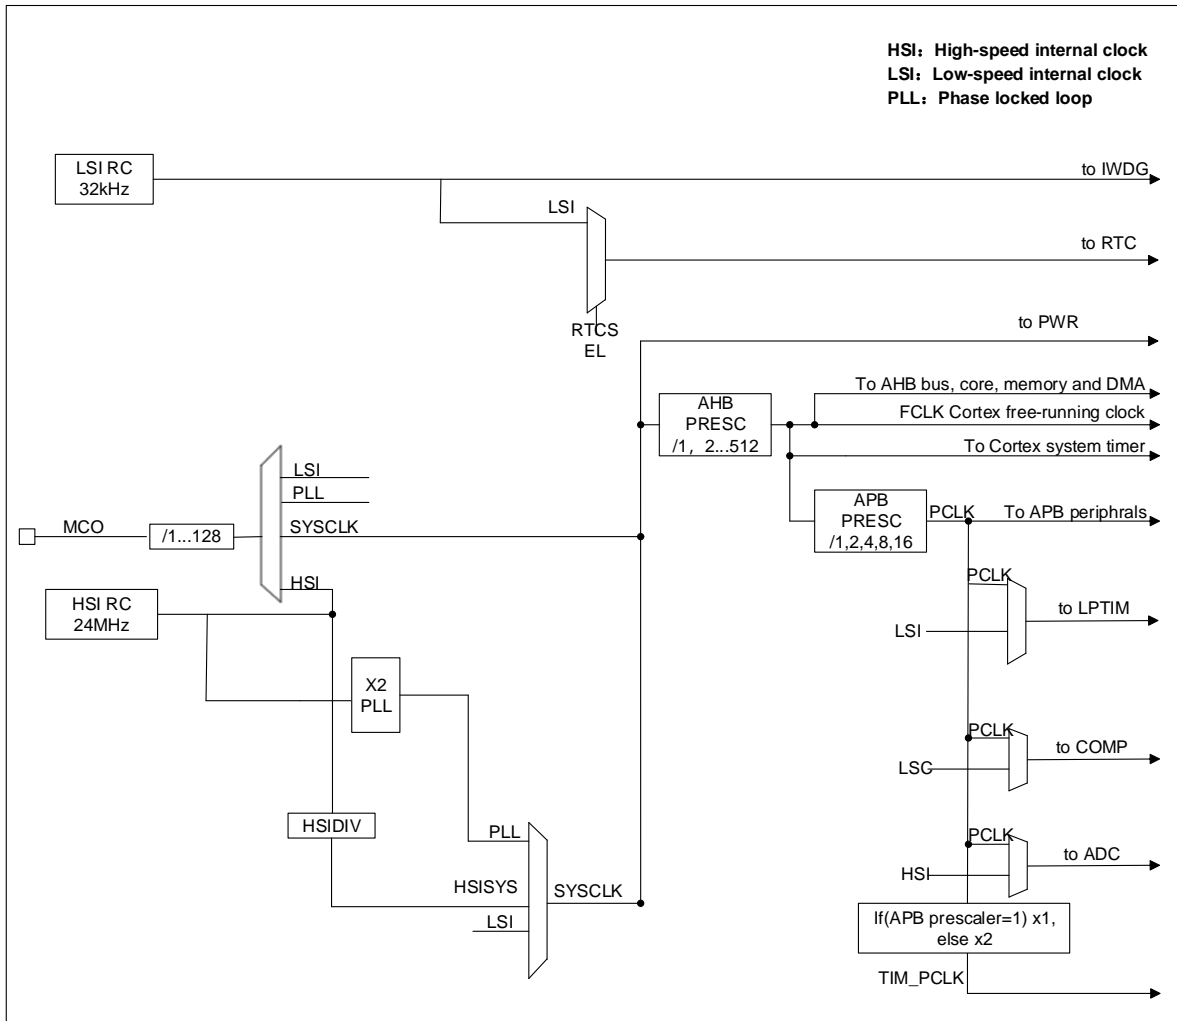 HSI：High-speed internal clock
LSI：Low-speed internal clock
PLL：Phase locked loop
LSI RC
32kHz
to IWDG
LSI
to RTC
RTCS
EL
to PWR
To AHB bus, core, memory and DMA
AHB
PRESC
/1，2...512
FCLK Cortex free-running clock
To Cortex system timer
LSI
PLL
APB
PRESC
/1,2,4,8,16
PCLK
To APB periphrals
MCO
/1...128
SYSCLK
HSI
PCLK
HSI RC
24MHz
to LPTIM
LSI
X2
PLL
PCLK
to COMP
LSC
HSIDIV
PLL
PCLK
to ADC
HSI
HSISYS
SYSCLK
LSI
If(APB prescaler=1) x1,
else x2
TIM_PCLK